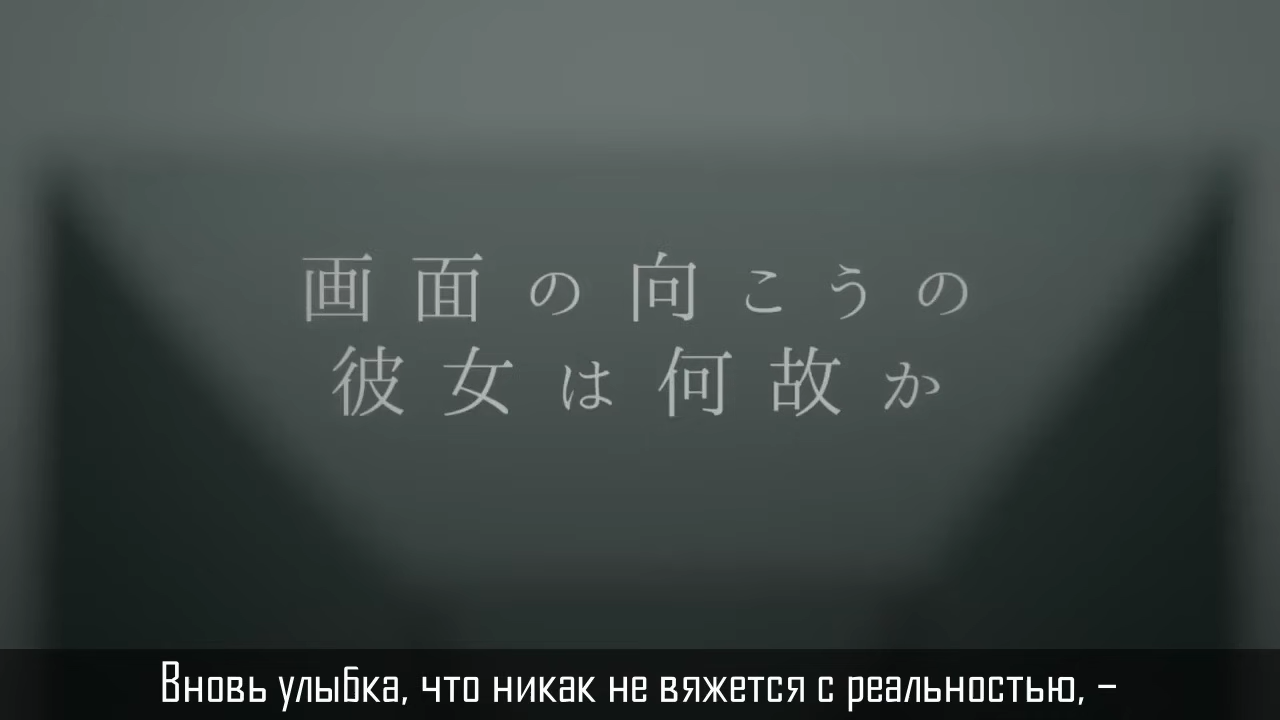 画面の向こうの
彼女は何故か
Вновь улыбка, что никак не вяжется с реальностью, –